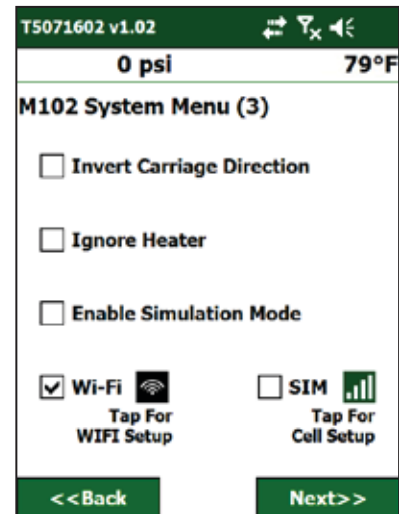 T5071602 v1.02
0 psi 79°F
M102 System Menu (3)
Invert Carriage Direction
Ignore Heater
Enable Simulation Mode
Wi-Fi SIM
Tap For Tap For
WIFI Setup Cell Setup
<<Back Next>>